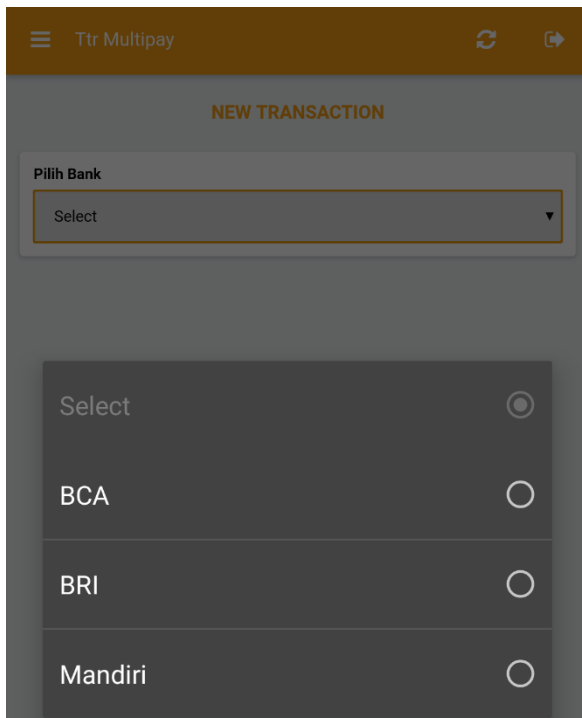 Ttr Multipay
NEW TRANSACTION
Pilih Bank
Select
Select
BCA
BRI
Mandiri